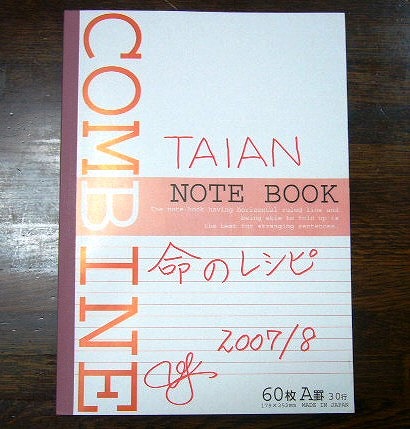 COMBINE
TAIAN
NOTE BOOK
The note book having horizontal ruled line and
being able to fold up is
the best for arranging sentences.
命のレシピ
2007/8
60枚 A罫 30行
179×252mm MADE IN JAPAN